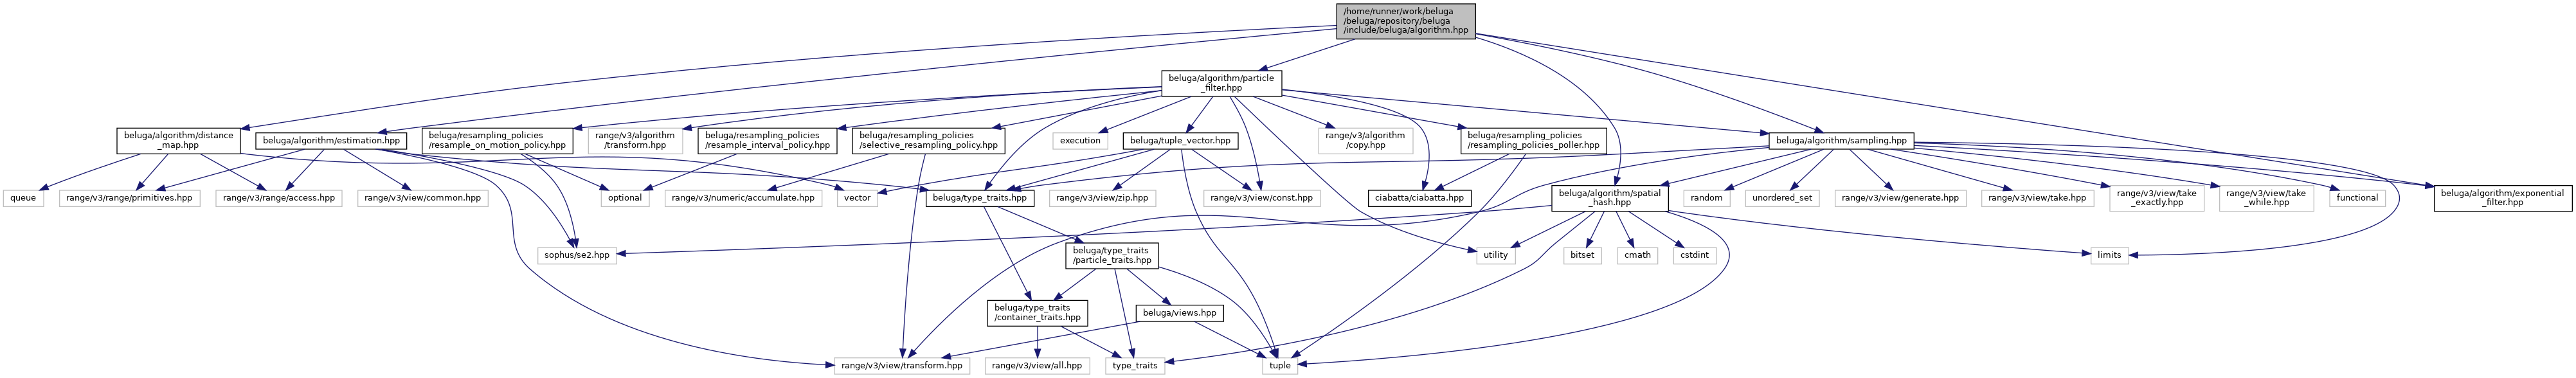 /home/runner/work/beluga
/beluga/repository/beluga
/include/beluga/algorithm.hpp
beluga/algorithm/particle
_filter.hpp
beluga/algorithm/distance
_map.hpp
beluga/algorithm/estimation.hpp
beluga/resampling_policies
/resample_on_motion_policy.hpp
range/v3/algorithm
/transform.hpp
beluga/resampling_policies
/resample_interval_policy.hpp
beluga/resampling_policies
/selective_resampling_policy.hpp
execution
beluga/tuple_vector.hpp
range/v3/algorithm
/copy.hpp
beluga/resampling_policies
/resampling_policies_poller.hpp
beluga/algorithm/sampling.hpp
queue
range/v3/range/primitives.hpp
range/v3/range/access.hpp
range/v3/view/common.hpp
optional
range/v3/numeric/accumulate.hpp
vector
beluga/type_traits.hpp
range/v3/view/zip.hpp
range/v3/view/const.hpp
ciabatta/ciabatta.hpp
beluga/algorithm/spatial
_hash.hpp
random
unordered_set
range/v3/view/generate.hpp
range/v3/view/take.hpp
range/v3/view/take
_exactly.hpp
range/v3/view/take
_while.hpp
functional
beluga/algorithm/exponential
_filter.hpp
sophus/se2.hpp
beluga/type_traits
/particle_traits.hpp
utility
bitset
cmath
cstdint
limits
beluga/type_traits
/container_traits.hpp
beluga/views.hpp
range/v3/view/transform.hpp
range/v3/view/all.hpp
type_traits
tuple